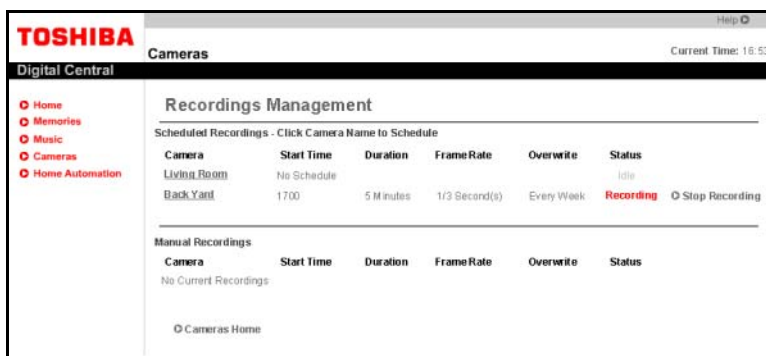 Help
TOSHIBA
Cameras
Current Time: 16:53
Digital Central
Home
Memories
Music
Cameras
Home Automation
Recordings Management
Scheduled Recordings - Click Camera Name to Schedule
Camera Start Time Duration Frame Rate Overwrite Status
Living Room No Schedule Idle
Back Yard 1700 5 Minutes 1/3 Second(s) Every Week Recording Stop Recording
Manual Recordings
Camera Start Time Duration Frame Rate Overwrite Status
No Current Recordings
Cameras Home